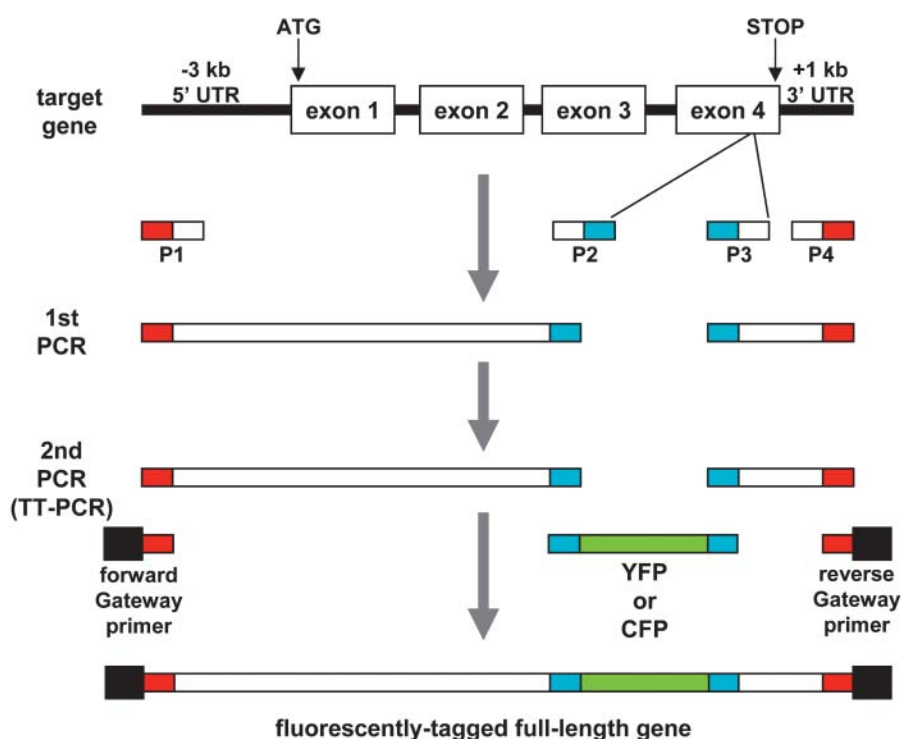 ATG
STOP
-3 kb
5’ UTR
+1 kb
3’ UTR
target
gene
exon 1
exon 2
exon 3
exon 4
P1
P2
P3
P4
1st
PCR
2nd
PCR
(TT-PCR)
forward
Gateway
primer
YFP
or
CFP
reverse
Gateway
primer
fluorescently-tagged full-length gene